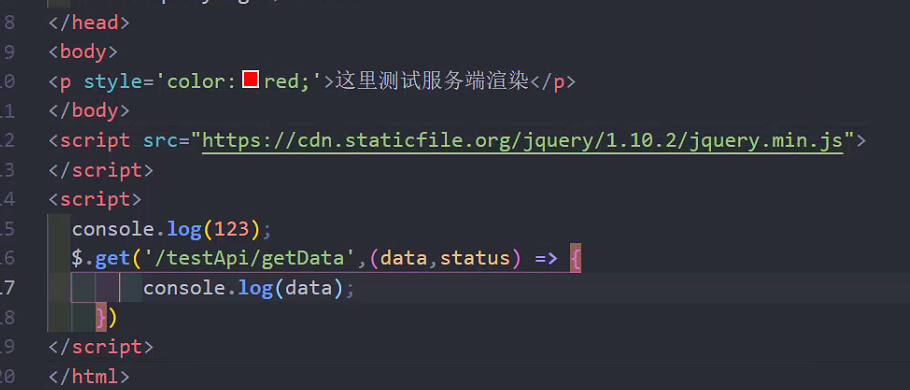 8 </head>
9 <body>
10 <p style='color:red;'>这里测试服务端渲染</p>
11 </body>
12 <script src="https://cdn.staticfile.org/jquery/1.10.2/jquery.min.js">
13 </script>
14 <script>
15 console.log(123);
16 $.get('/testApi/getData',(data,status) => {
17 console.log(data);
18 })
19 </script>
20 </html>